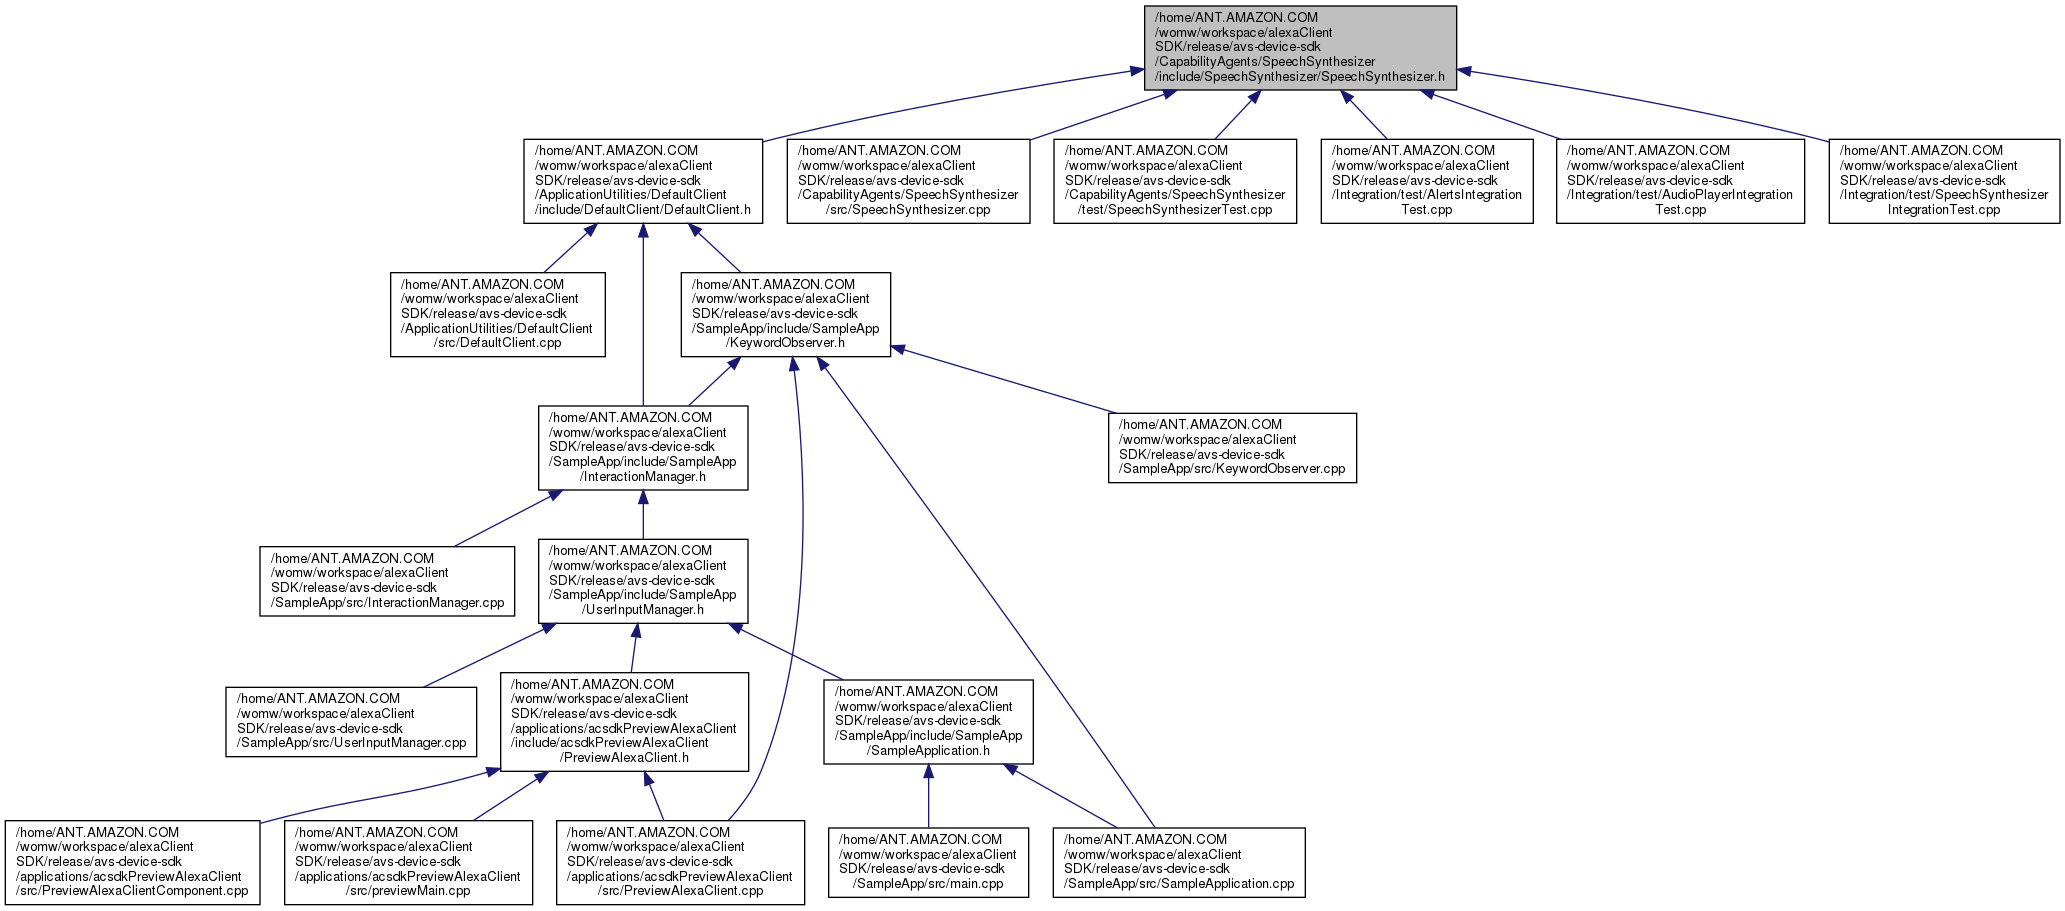 /home/ANT.AMAZON.COM
/womw/workspace/alexaClient
SDK/release/avs-device-sdk
/CapabilityAgents/SpeechSynthesizer
/include/SpeechSynthesizer/SpeechSynthesizer.h
/home/ANT.AMAZON.COM
/womw/workspace/alexaClient
SDK/release/avs-device-sdk
/ApplicationUtilities/DefaultClient
/include/DefaultClient/DefaultClient.h
/home/ANT.AMAZON.COM
/womw/workspace/alexaClient
SDK/release/avs-device-sdk
/CapabilityAgents/SpeechSynthesizer
/src/SpeechSynthesizer.cpp
/home/ANT.AMAZON.COM
/womw/workspace/alexaClient
SDK/release/avs-device-sdk
/CapabilityAgents/SpeechSynthesizer
/test/SpeechSynthesizerTest.cpp
/home/ANT.AMAZON.COM
/womw/workspace/alexaClient
SDK/release/avs-device-sdk
/Integration/test/AlertsIntegration
Test.cpp
/home/ANT.AMAZON.COM
/womw/workspace/alexaClient
SDK/release/avs-device-sdk
/Integration/test/AudioPlayerIntegration
Test.cpp
/home/ANT.AMAZON.COM
/womw/workspace/alexaClient
SDK/release/avs-device-sdk
/Integration/test/SpeechSynthesizer
IntegrationTest.cpp
/home/ANT.AMAZON.COM
/womw/workspace/alexaClient
SDK/release/avs-device-sdk
/ApplicationUtilities/DefaultClient
/src/DefaultClient.cpp
/home/ANT.AMAZON.COM
/womw/workspace/alexaClient
SDK/release/avs-device-sdk
/SampleApp/include/SampleApp
/KeywordObserver.h
/home/ANT.AMAZON.COM
/womw/workspace/alexaClient
SDK/release/avs-device-sdk
/SampleApp/include/SampleApp
/InteractionManager.h
/home/ANT.AMAZON.COM
/womw/workspace/alexaClient
SDK/release/avs-device-sdk
/SampleApp/src/KeywordObserver.cpp
/home/ANT.AMAZON.COM
/womw/workspace/alexaClient
SDK/release/avs-device-sdk
/SampleApp/src/InteractionManager.cpp
/home/ANT.AMAZON.COM
/womw/workspace/alexaClient
SDK/release/avs-device-sdk
/SampleApp/include/SampleApp
/UserInputManager.h
/home/ANT.AMAZON.COM
/womw/workspace/alexaClient
SDK/release/avs-device-sdk
/SampleApp/src/UserInputManager.cpp
/home/ANT.AMAZON.COM
/womw/workspace/alexaClient
SDK/release/avs-device-sdk
/applications/acsdkPreviewAlexaClient
/include/acsdkPreviewAlexaClient
/PreviewAlexaClient.h
/home/ANT.AMAZON.COM
/womw/workspace/alexaClient
SDK/release/avs-device-sdk
/SampleApp/include/SampleApp
/SampleApplication.h
/home/ANT.AMAZON.COM
/womw/workspace/alexaClient
SDK/release/avs-device-sdk
/applications/acsdkPreviewAlexaClient
/src/PreviewAlexaClientComponent.cpp
/home/ANT.AMAZON.COM
/womw/workspace/alexaClient
SDK/release/avs-device-sdk
/applications/acsdkPreviewAlexaClient
/src/previewMain.cpp
/home/ANT.AMAZON.COM
/womw/workspace/alexaClient
SDK/release/avs-device-sdk
/applications/acsdkPreviewAlexaClient
/src/PreviewAlexaClient.cpp
/home/ANT.AMAZON.COM
/womw/workspace/alexaClient
SDK/release/avs-device-sdk
/SampleApp/src/main.cpp
/home/ANT.AMAZON.COM
/womw/workspace/alexaClient
SDK/release/avs-device-sdk
/SampleApp/src/SampleApplication.cpp